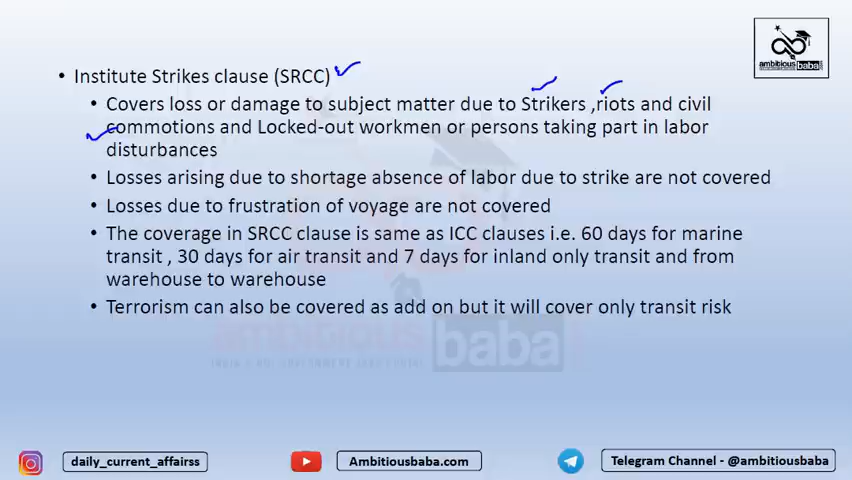 ambitiousbaba
• Institute Strikes clause (SRCC)
• Covers loss or damage to subject matter due to Strikers ,riots and civil
commotions and Locked-out workmen or persons taking part in labor
disturbances
• Losses arising due to shortage absence of labor due to strike are not covered
• Losses due to frustration of voyage are not covered
• The coverage in SRCC clause is same as ICC clauses i.e. 60 days for marine
transit , 30 days for air transit and 7 days for inland only transit and from
warehouse to warehouse
• Terrorism can also be covered as add on but it will cover only transit risk
ambitious baba
daily_current_affairss
Ambitiousbaba.com
Telegram Channel - @ambitiousbaba